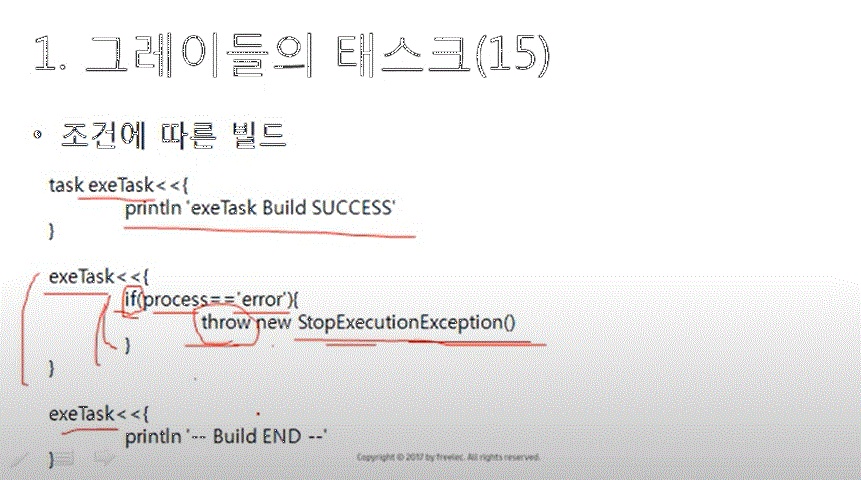 1. 그레이들의 태스크(15)
• 조건에 따른 빌드
task exeTask<<{
println 'exeTask Build SUCCESS'
}
exeTask<<{
if(process=='error'){
throw new StopExecutionException()
}
}
exeTask<<{
println '-- Build END --'
}
Copyright © 2017 by freelec. All rights reserved.